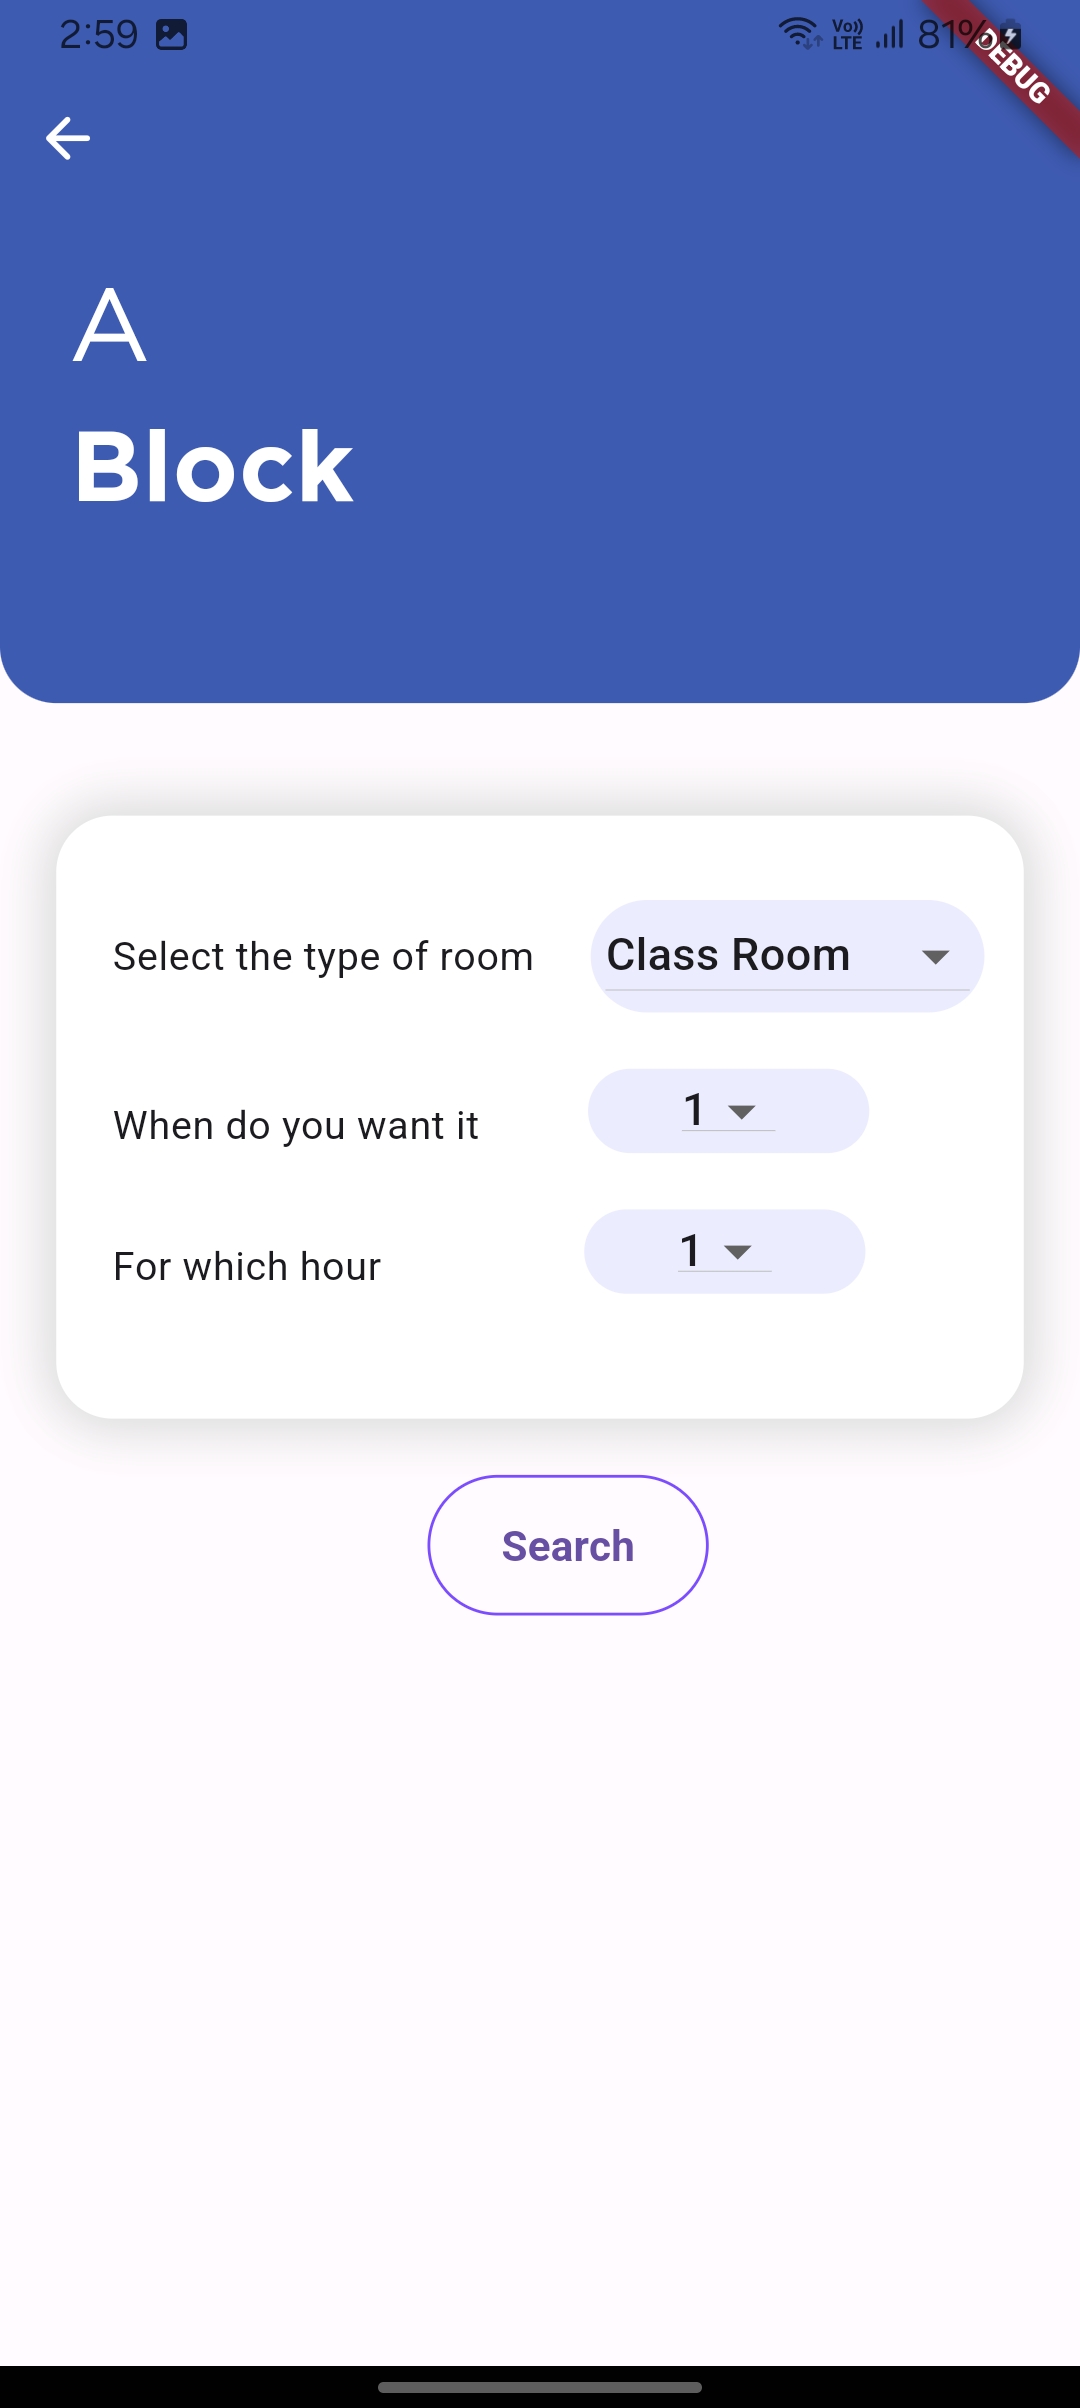 2:59 Vo)) LTE 81%
DEBUG
A
Block
Select the type of room Class Room
When do you want it 1
For which hour 1
Search